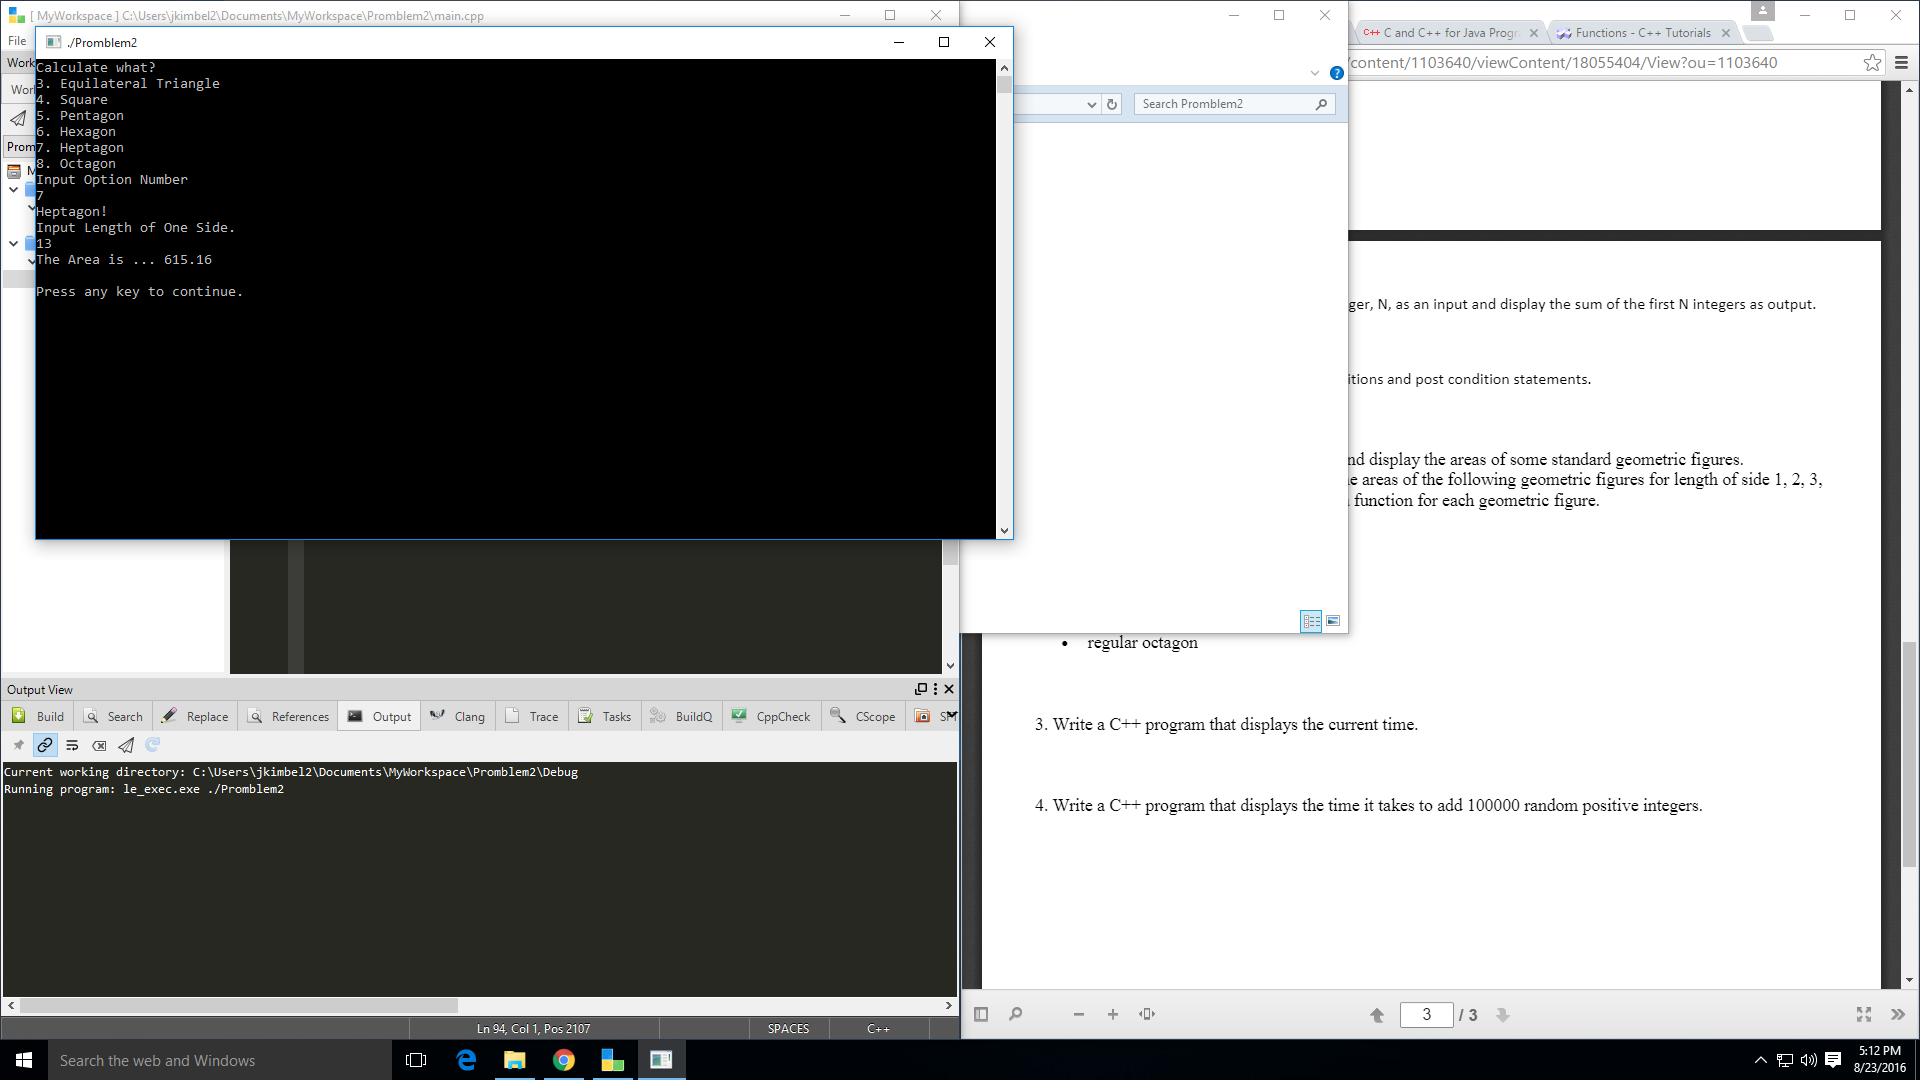 [ MyWorkspace ] C:\Users\jkimbel2\Documents\MyWorkspace\Promblem2\main.cpp
File
./Promblem2
Calculate what?
3. Equilateral Triangle
4. Square
5. Pentagon
6. Hexagon
7. Heptagon
8. Octagon
Input Option Number
7
Heptagon!
Input Length of One Side.
13
The Area is ... 615.16
Press any key to continue.
Search Promblem2
C and C++ for Java Progr
Functions - C++ Tutorials
/content/1103640/viewContent/18055404/View?ou=1103640
ger, N, as an input and display the sum of the first N integers as output.
itions and post condition statements.
nd display the areas of some standard geometric figures.
e areas of the following geometric figures for length of side 1, 2, 3,
function for each geometric figure.
• regular octagon
3. Write a C++ program that displays the current time.
4. Write a C++ program that displays the time it takes to add 100000 random positive integers.
3 / 3
Output View
Build Search Replace References Output Clang Trace Tasks BuildQ CppCheck CScope
Current working directory: C:\Users\jkimbel2\Documents\MyWorkspace\Promblem2\Debug
Running program: le_exec.exe ./Promblem2
Ln 94, Col 1, Pos 2107 SPACES C++
Search the web and Windows
5:12 PM
8/23/2016